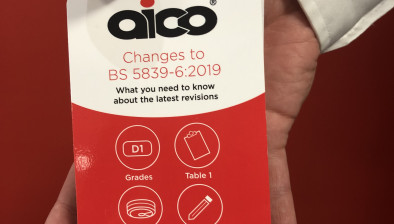 aico
Changes to
BS 5839-6:2019
What you need to know
about the latest revisions
D1
Grades
Table 1